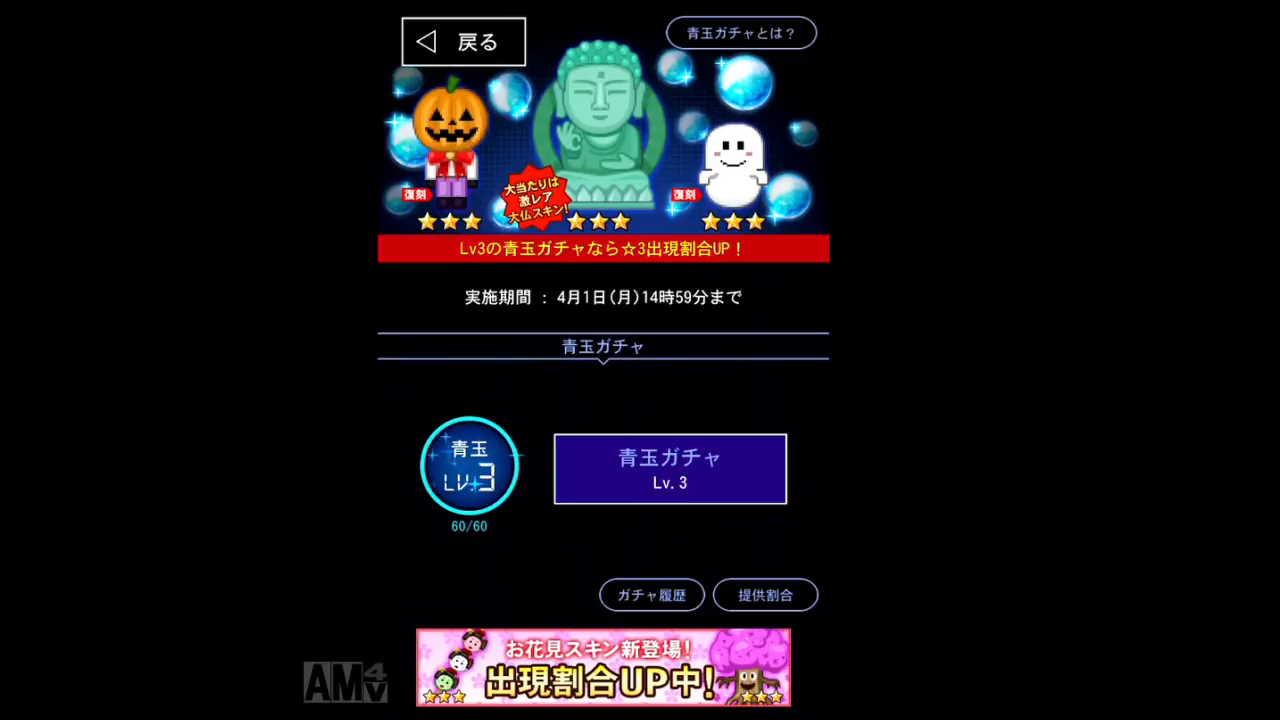 戻る
青玉ガチャとは？
復刻
大当たりは
激レア
大仏スキン!
復刻
Lv3の青玉ガチャなら☆3出現割合UP！
実施期間 ： 4月1日(月)14時59分まで
青玉ガチャ
青玉
LV.3
60/60
青玉ガチャ
Lv.3
ガチャ履歴
提供割合
お花見スキン新登場!
出現割合UP中!
AM4V